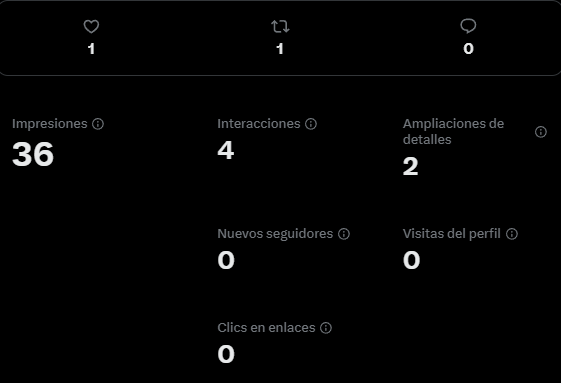 1 1 0
Impresiones Interacciones Ampliaciones de
detalles
36 4 2
Nuevos seguidores Visitas del perfil
0 0
Clics en enlaces
0